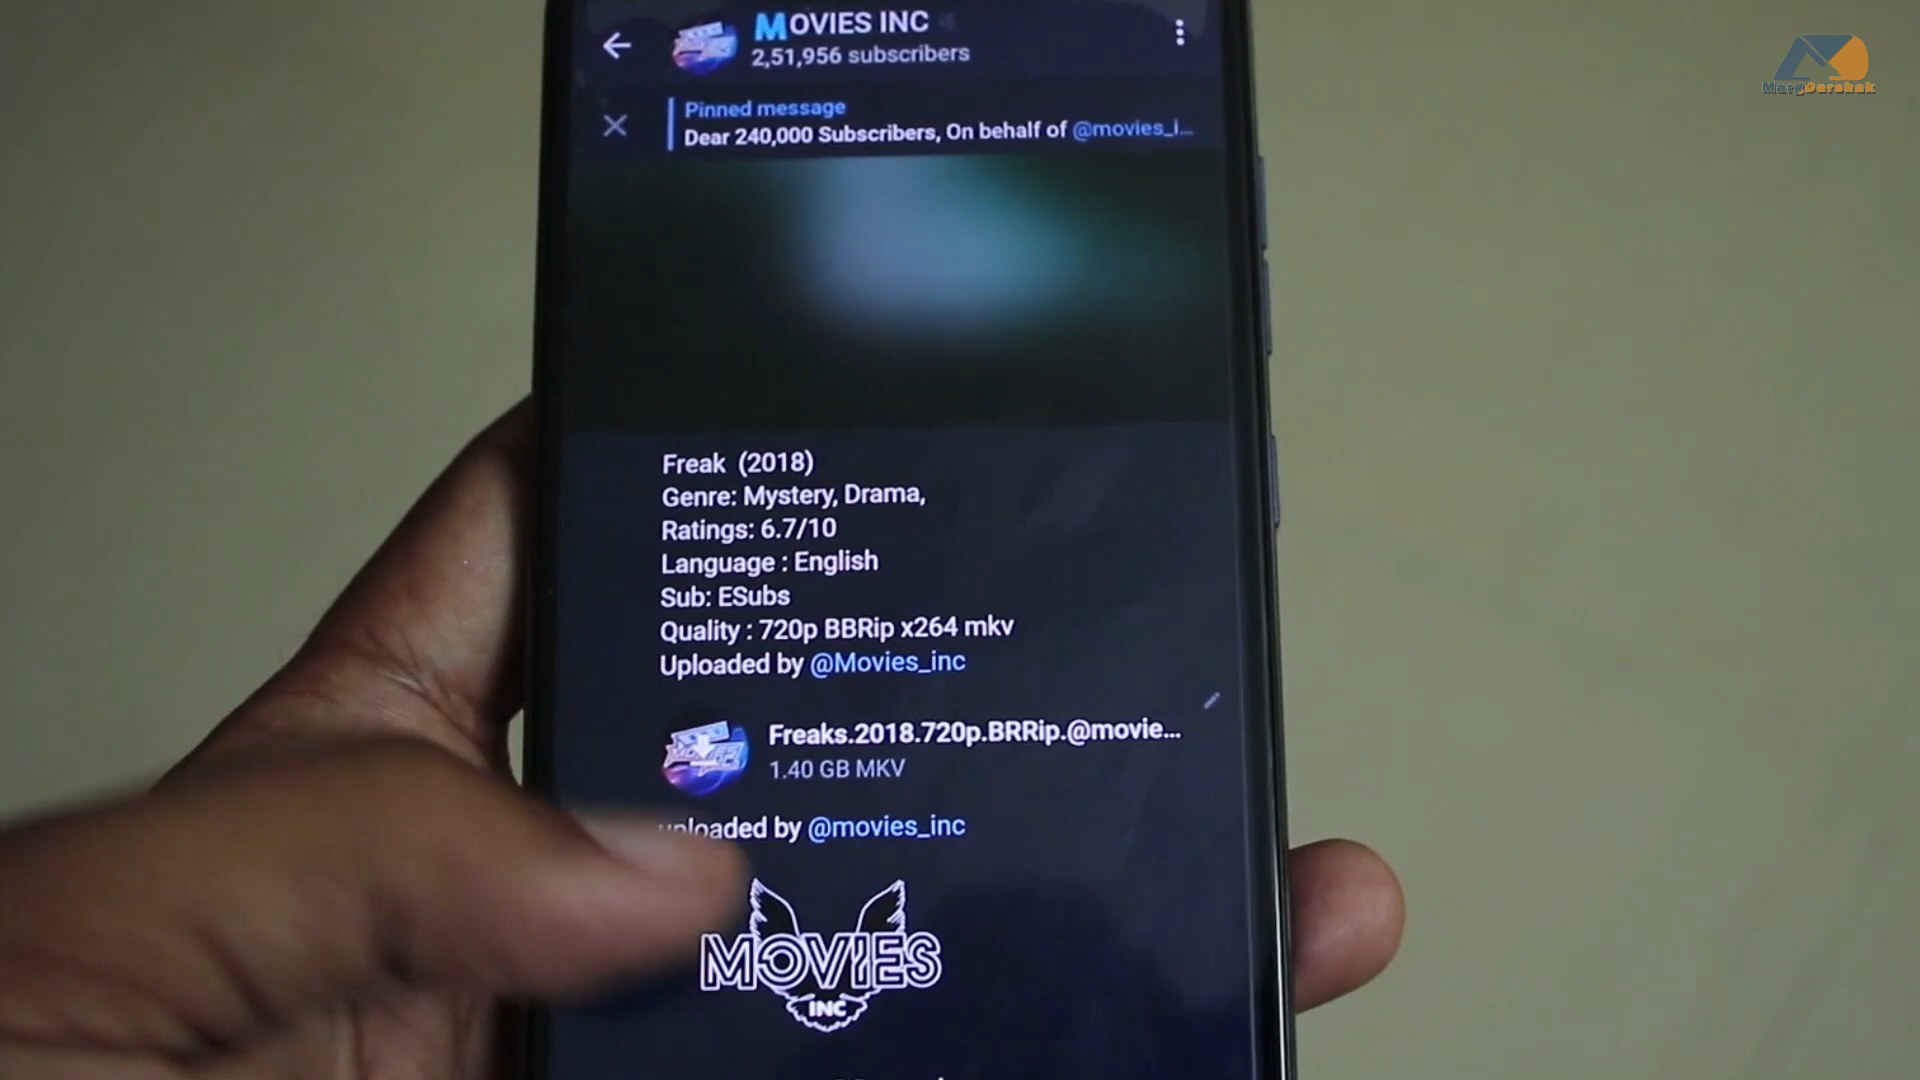 MOVIES INC
2,51,956 subscribers
Pinned message
Dear 240,000 Subscribers, On behalf of @movies_i...
Freak (2018)
Genre: Mystery, Drama,
Ratings: 6.7/10
Language : English
Sub: ESubs
Quality : 720p BBRip x264 mkv
Uploaded by @Movies_inc
Freaks.2018.720p.BRRip.@movie...
1.40 GB MKV
uploaded by @movies_inc
MOVIES
INC
MargDarshak